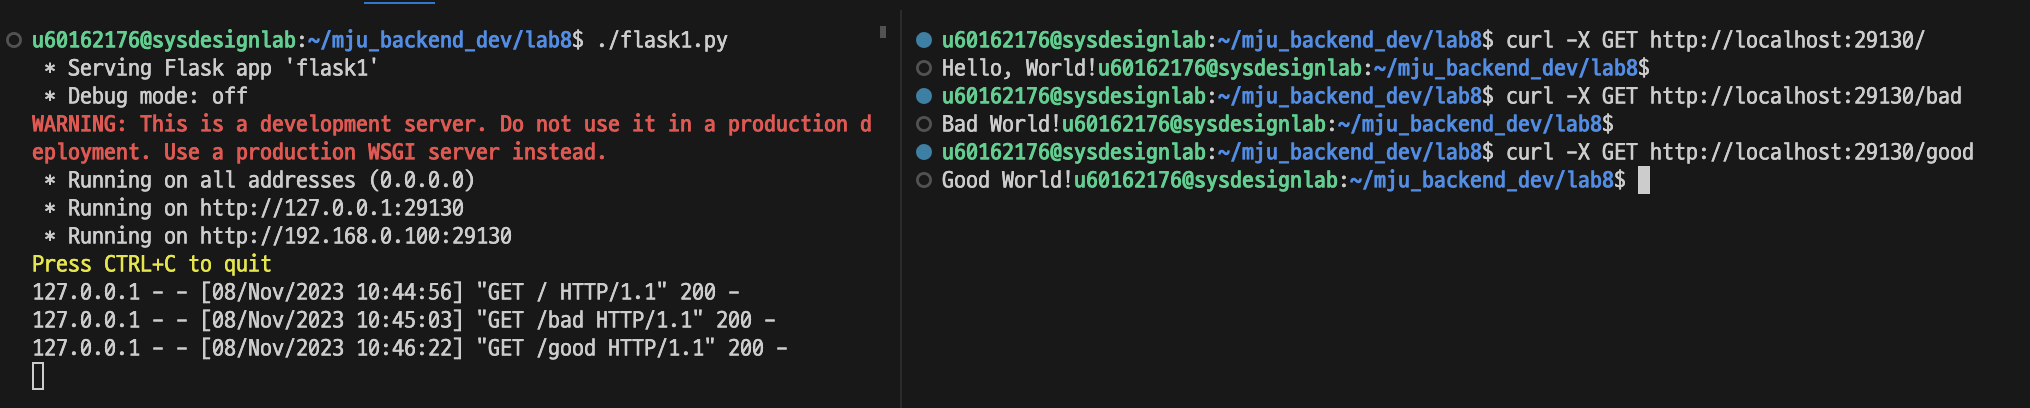 u60162176@sysdesignlab:~/mju_backend_dev/lab8$ ./flask1.py
 * Serving Flask app 'flask1'
 * Debug mode: off
WARNING: This is a development server. Do not use it in a production d
eployment. Use a production WSGI server instead.
 * Running on all addresses (0.0.0.0)
 * Running on http://127.0.0.1:29130
 * Running on http://192.168.0.100:29130
Press CTRL+C to quit
127.0.0.1 - - [08/Nov/2023 10:44:56] "GET / HTTP/1.1" 200 -
127.0.0.1 - - [08/Nov/2023 10:45:03] "GET /bad HTTP/1.1" 200 -
127.0.0.1 - - [08/Nov/2023 10:46:22] "GET /good HTTP/1.1" 200 -
u60162176@sysdesignlab:~/mju_backend_dev/lab8$ curl -X GET http://localhost:29130/
Hello, World!u60162176@sysdesignlab:~/mju_backend_dev/lab8$
u60162176@sysdesignlab:~/mju_backend_dev/lab8$ curl -X GET http://localhost:29130/bad
Bad World!u60162176@sysdesignlab:~/mju_backend_dev/lab8$
u60162176@sysdesignlab:~/mju_backend_dev/lab8$ curl -X GET http://localhost:29130/good
Good World!u60162176@sysdesignlab:~/mju_backend_dev/lab8$